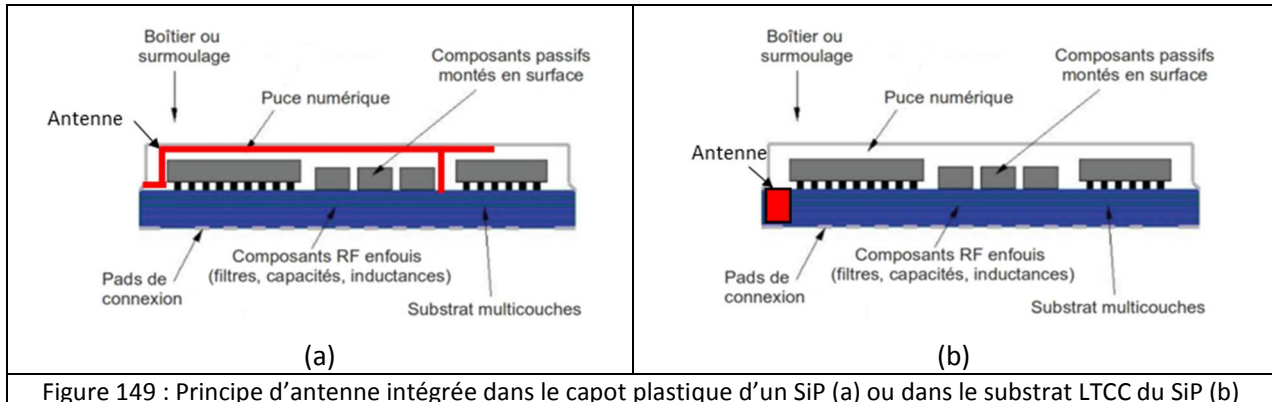 Boîtier ou
surmoulage
Composants passifs
montés en surface
Puce numérique
Antenne
Composants RF enfouis
(filtres, capacités, inductances)
Pads de
connexion
Substrat multicouches
(a)
Boîtier ou
surmoulage
Composants passifs
montés en surface
Puce numérique
Antenne
Composants RF enfouis
(filtres, capacités, inductances)
Pads de
connexion
Substrat multicouches
(b)
Figure 149 : Principe d’antenne intégrée dans le capot plastique d’un SiP (a) ou dans le substrat LTCC du SiP (b)